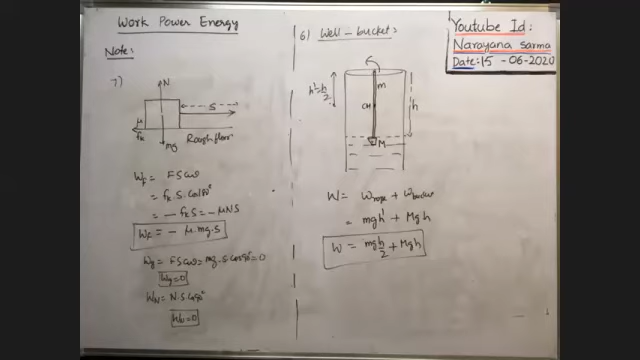 Work Power Energy
Note:
7)
N
S
μ
fk
mg
Rough floor
Wf = FScosθ
= fk.S.cos180°
= - fkS = - μNS
Wf = - μ.mg.S
Wg = FScosθ = mg.S.cos90° = 0
Wg = 0
WN = N.S.cos90°
WN = 0
6) Well-bucket:
h' = h/2
m
CM
h
M
W = Wrope + Wbucket
= mgh' + Mgh
W = mgh/2 + Mgh
Youtube Id:
Narayana sarma
Date: 15 - 06-2020